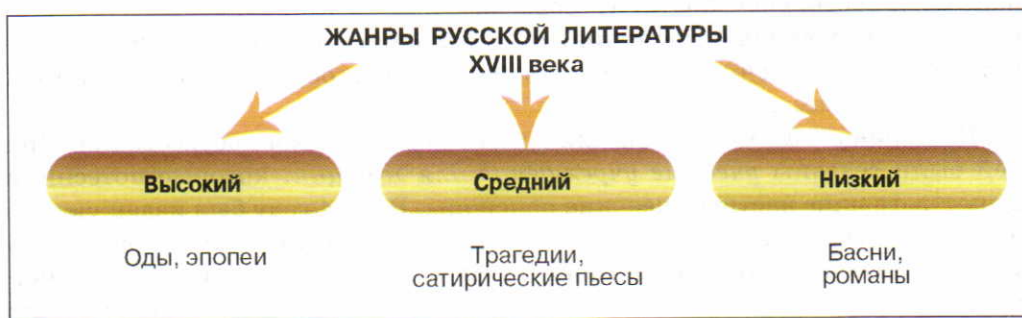 ЖАНРЫ РУССКОЙ ЛИТЕРАТУРЫ
XVIII века
Высокий
Средний
Низкий
Оды, эпопеи
Трагедии,
сатирические пьесы
Басни,
романы